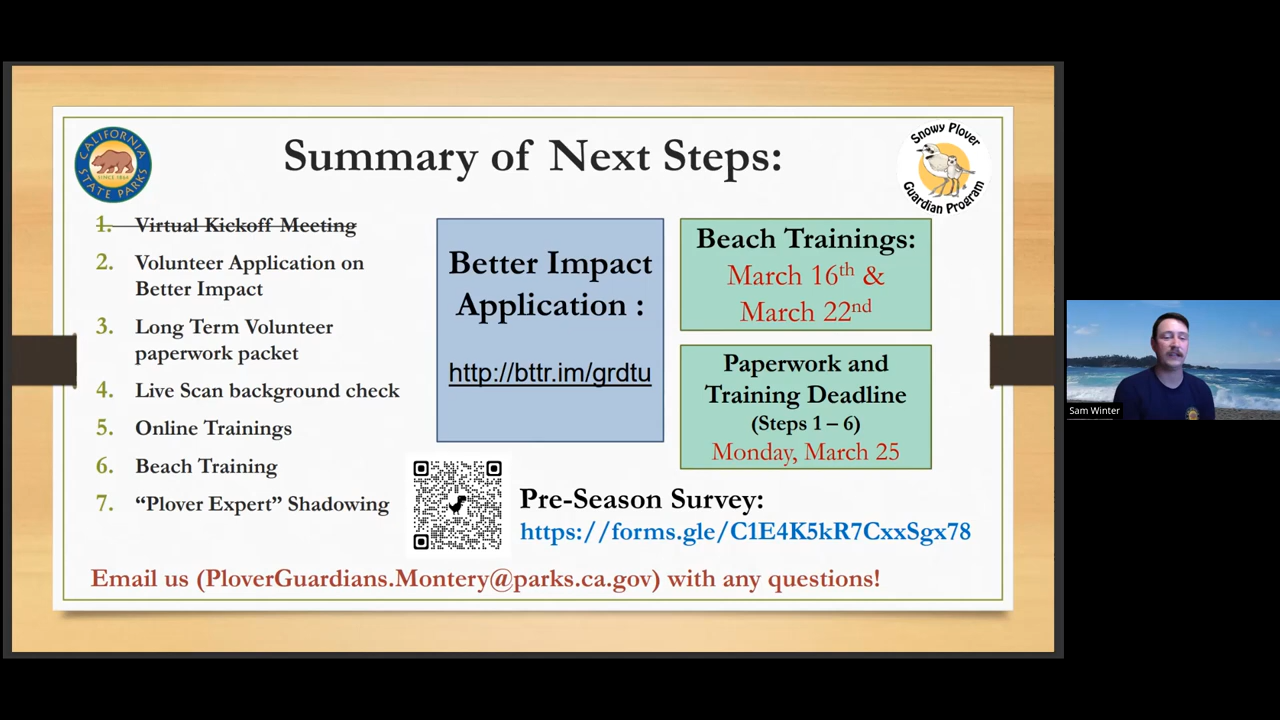 CALIFORNIA
STATE PARKS
SINCE 1864
Summary of Next Steps:
Snowy Plover
Guardian Program
1. Virtual Kickoff Meeting
2. Volunteer Application on
Better Impact
3. Long Term Volunteer
paperwork packet
4. Live Scan background check
5. Online Trainings
6. Beach Training
7. “Plover Expert” Shadowing
Better Impact
Application :
http://bttr.im/grdtu
Beach Trainings:
March 16th &
March 22nd
Paperwork and
Training Deadline
(Steps 1 – 6)
Monday, March 25
Pre-Season Survey:
https://forms.gle/C1E4K5kR7CxxSgx78
Email us (PloverGuardians.Montery@parks.ca.gov) with any questions!
Sam Winter